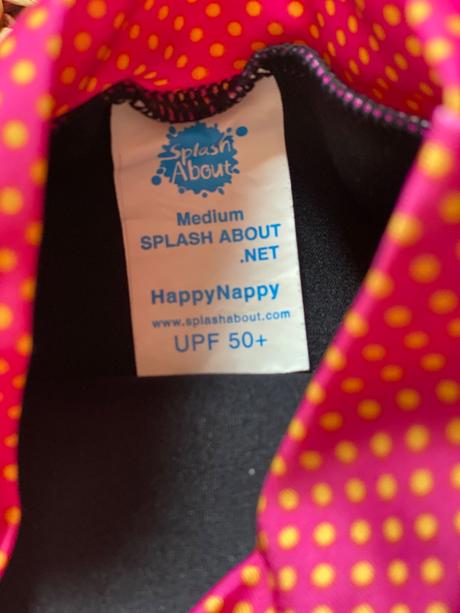 Splash
About
Medium
SPLASH ABOUT
.NET
HappyNappy
www.splashabout.com
UPF 50+